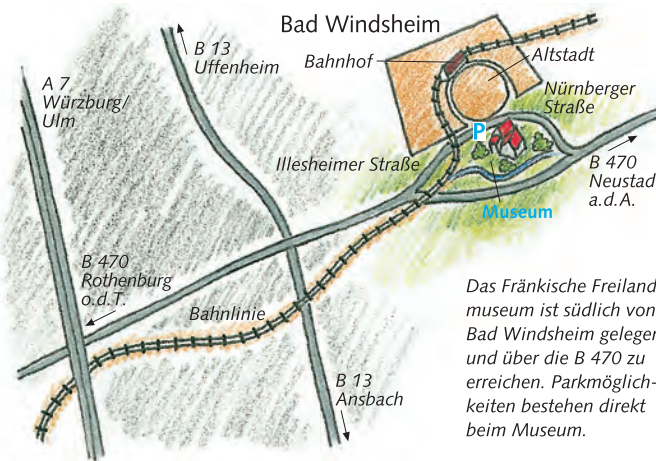 Bad Windsheim
B 13
Uffenheim
Bahnhof
Altstadt
A 7
Würzburg/
Ulm
Nürnberger
Straße
P
Illesheimer Straße
B 470
Neustad
a.d.A.
Museum
B 470
Rothenburg
o.d.T.
Bahnlinie
B 13
Ansbach
Das Fränkische Freiland
museum ist südlich von
Bad Windsheim gelegen
und über die B 470 zu
erreichen. Parkmöglich-
keiten bestehen direkt
beim Museum.